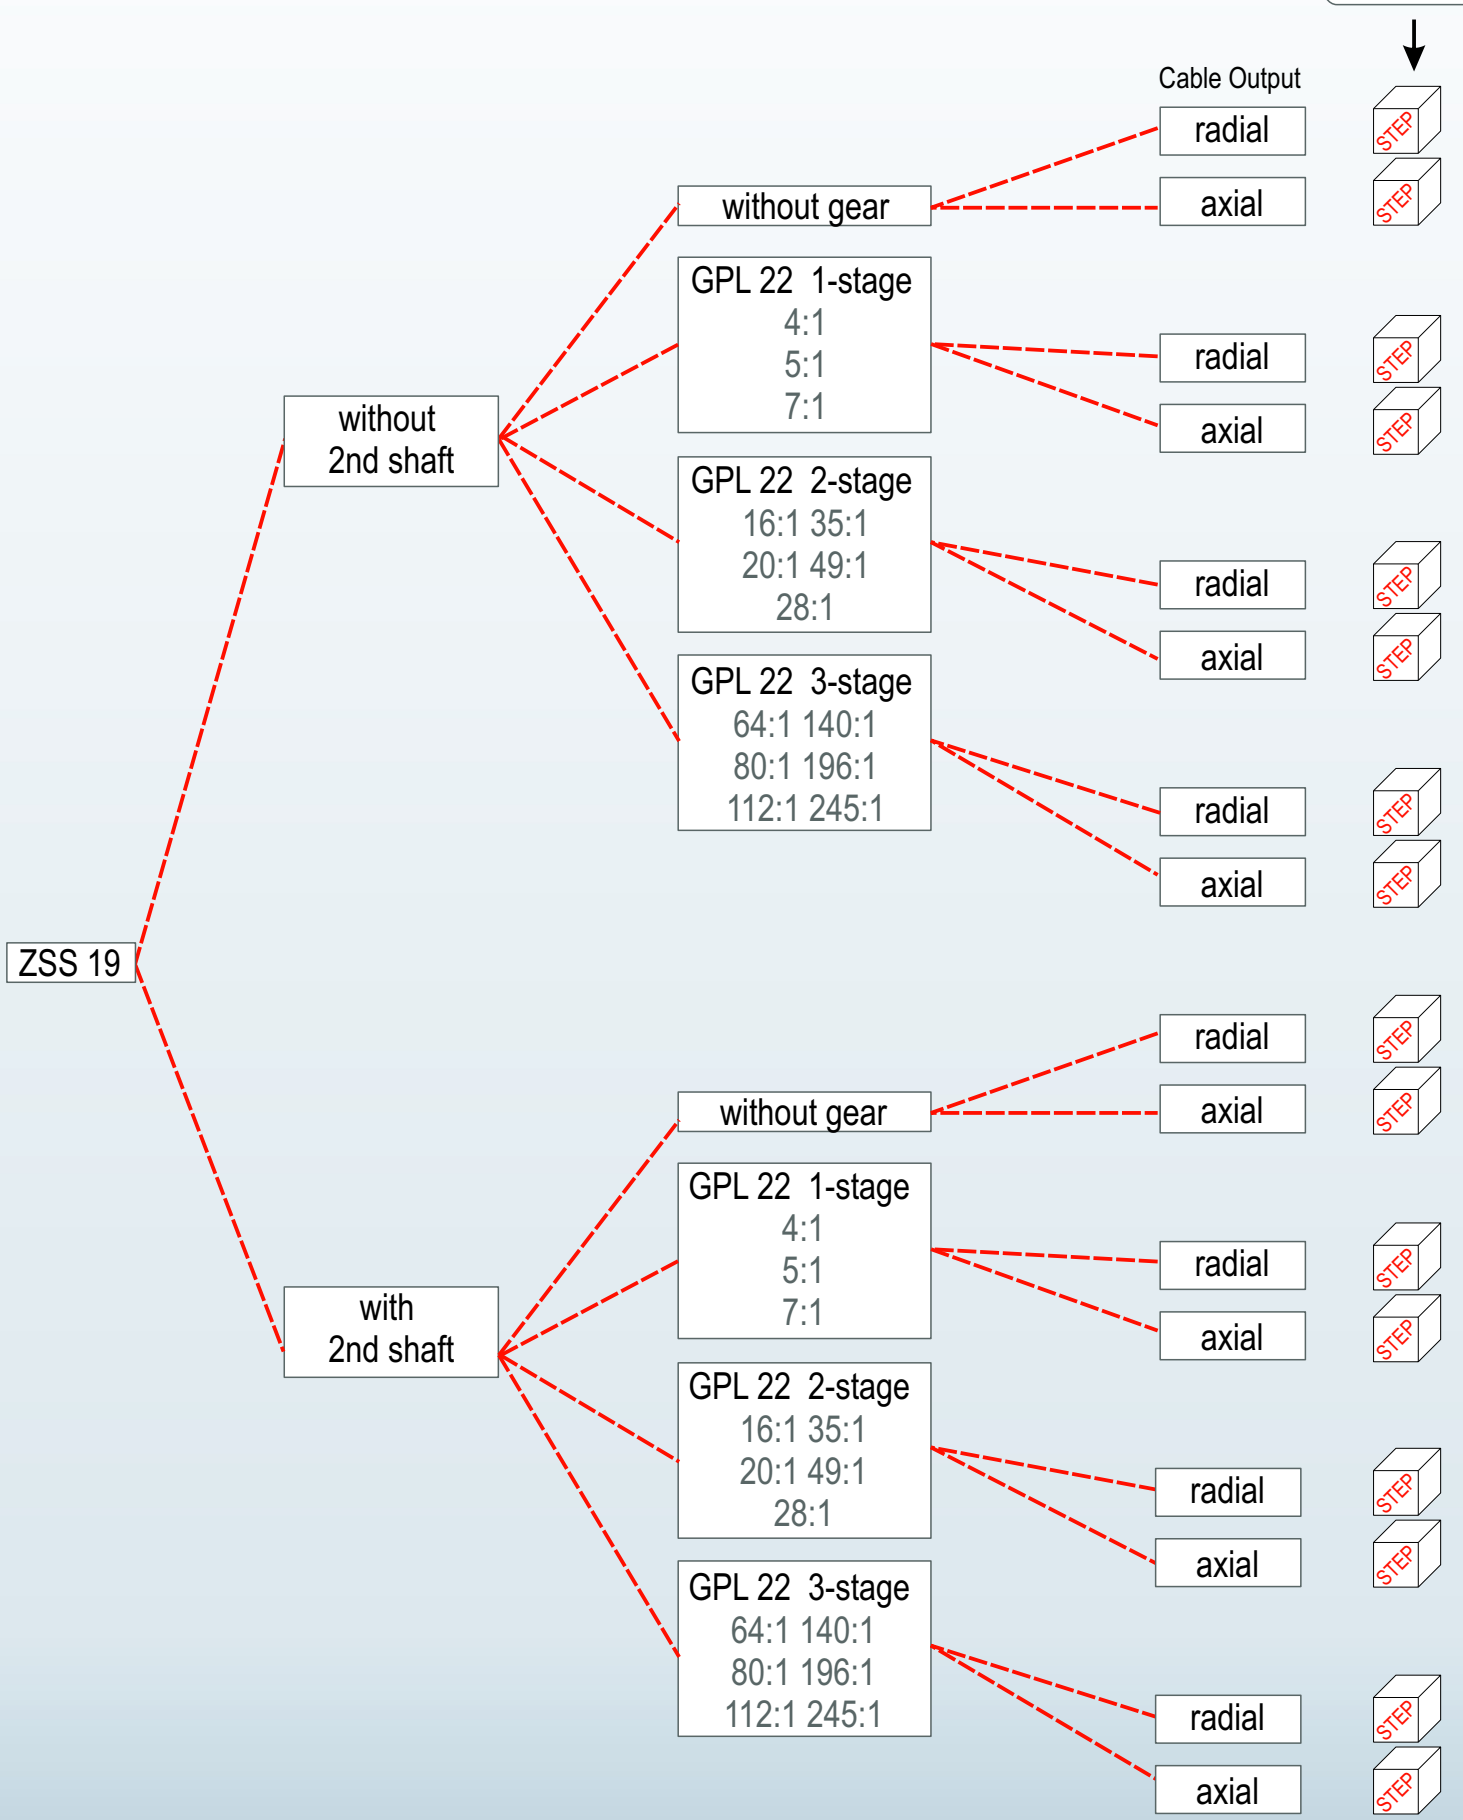 Cable Output
radial
STEP
without gear
axial
STEP
GPL 22 1-stage
4:1
5:1
7:1
radial
STEP
axial
STEP
without
2nd shaft
GPL 22 2-stage
16:1 35:1
20:1 49:1
28:1
radial
STEP
axial
STEP
GPL 22 3-stage
64:1 140:1
80:1 196:1
112:1 245:1
radial
STEP
axial
STEP
ZSS 19
radial
STEP
without gear
axial
STEP
GPL 22 1-stage
4:1
5:1
7:1
radial
STEP
axial
STEP
with
2nd shaft
GPL 22 2-stage
16:1 35:1
20:1 49:1
28:1
radial
STEP
axial
STEP
GPL 22 3-stage
64:1 140:1
80:1 196:1
112:1 245:1
radial
STEP
axial
STEP